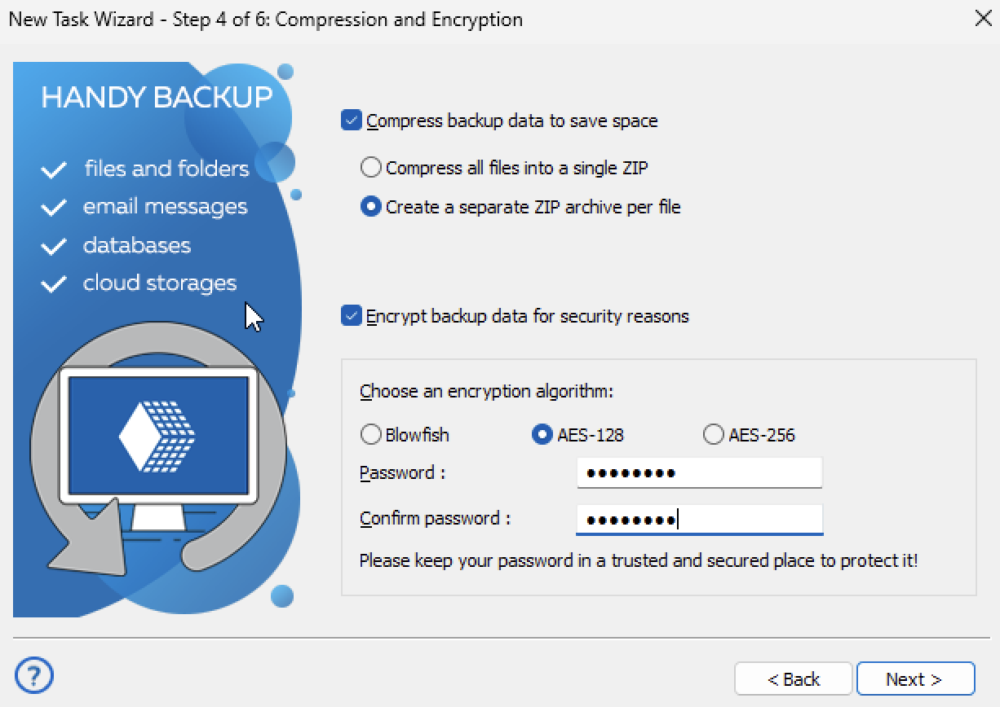 New Task Wizard - Step 4 of 6: Compression and Encryption
HANDY BACKUP
files and folders
email messages
databases
cloud storages
Compress backup data to save space
Compress all files into a single ZIP
Create a separate ZIP archive per file
Encrypt backup data for security reasons
Choose an encryption algorithm:
Blowfish AES-128 AES-256
Password : ●●●●●●●●
Confirm password : ●●●●●●●●
Please keep your password in a trusted and secured place to protect it!
? < Back Next >